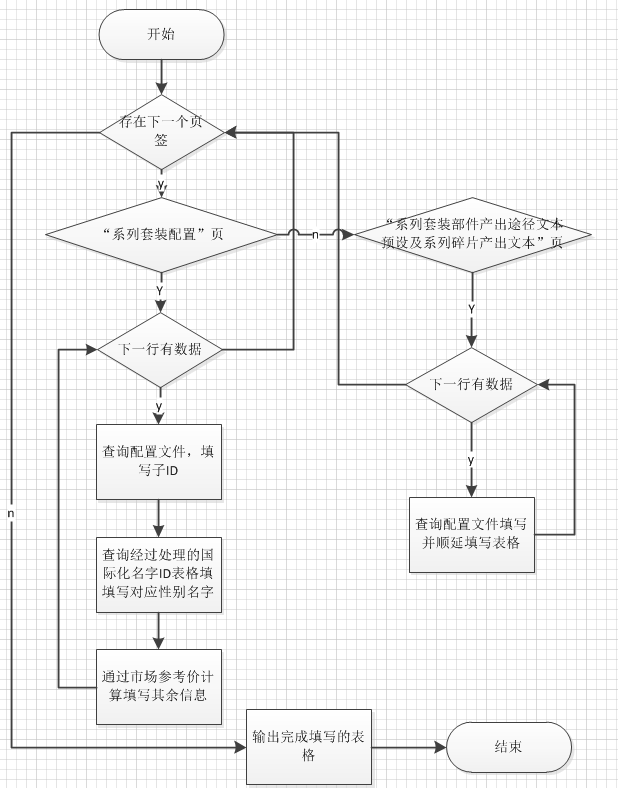 开始
存在下一个页
签
y
“系列套装配置”页
n
“系列套装部件产出途径文本
预设及系列碎片产出文本”页
Y
Y
下一行有数据
下一行有数据
y
y
查询配置文件，填
写子ID
n
查询配置文件填写
并顺延填写表格
查询经过处理的国
际化名字ID表格填
填写对应性别名字
通过市场参考价计
算填写其余信息
输出完成填写的表
格
结束